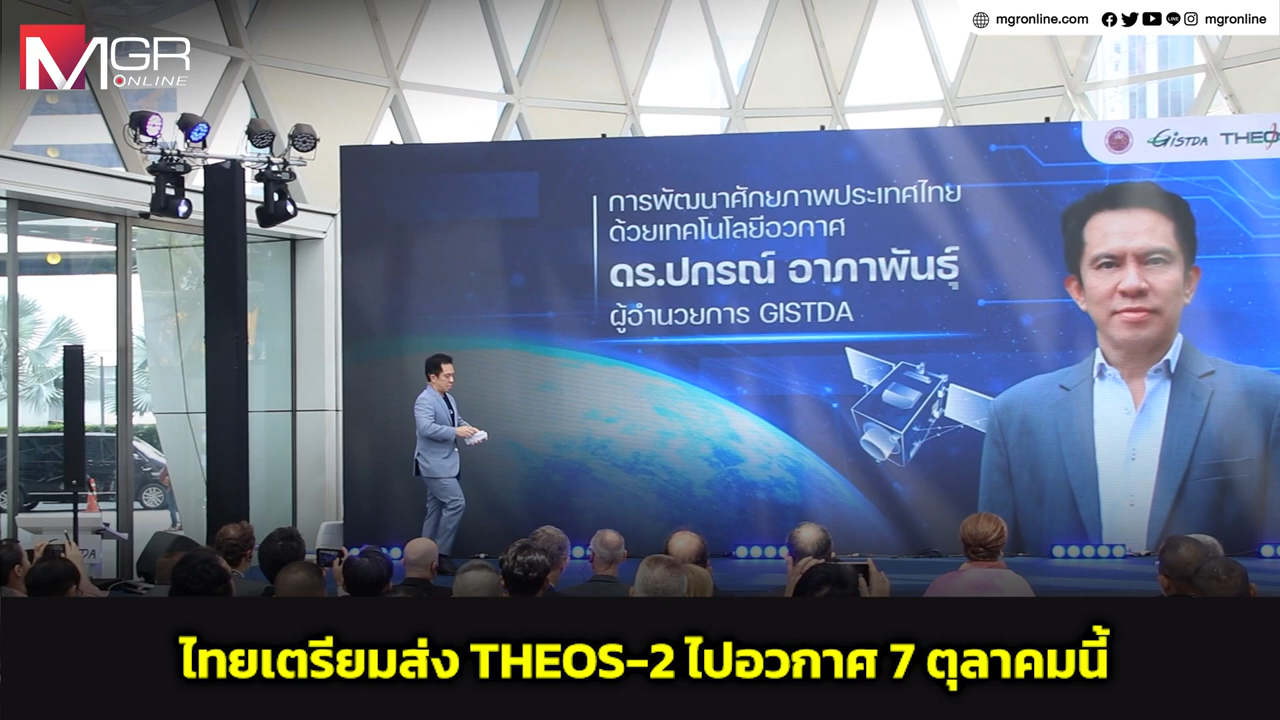 MGR
ONLINE
mgronline.com mgronline
GISTDA THEOS
การพัฒนาศักยภาพประเทศไทย
ด้วยเทคโนโลยีอวกาศ
ดร.ปกรณ์ อาภาพันธุ์
ผู้อำนวยการ GISTDA
ไทยเตรียมส่ง THEOS-2 ไปอวกาศ 7 ตุลาคมนี้